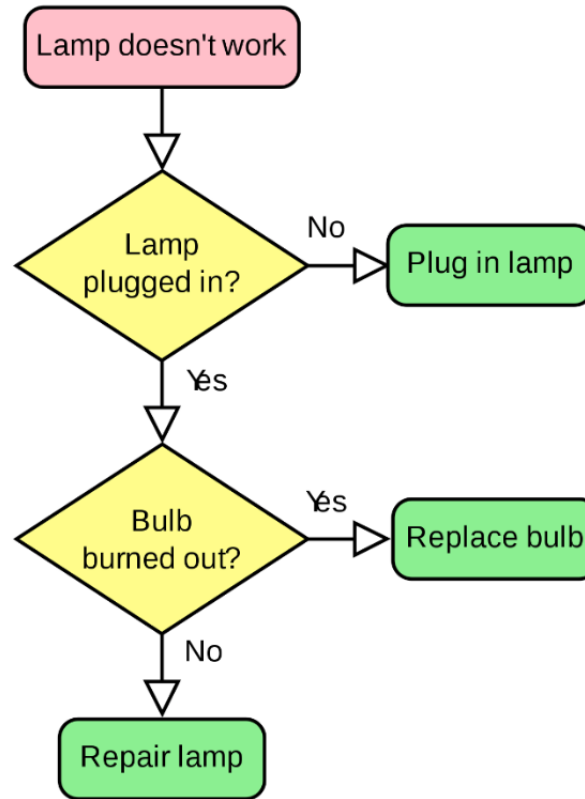 Lamp doesn't work
Lamp
plugged in?
No
Plug in lamp
Yes
Bulb
burned out?
Yes
Replace bulb
No
Repair lamp